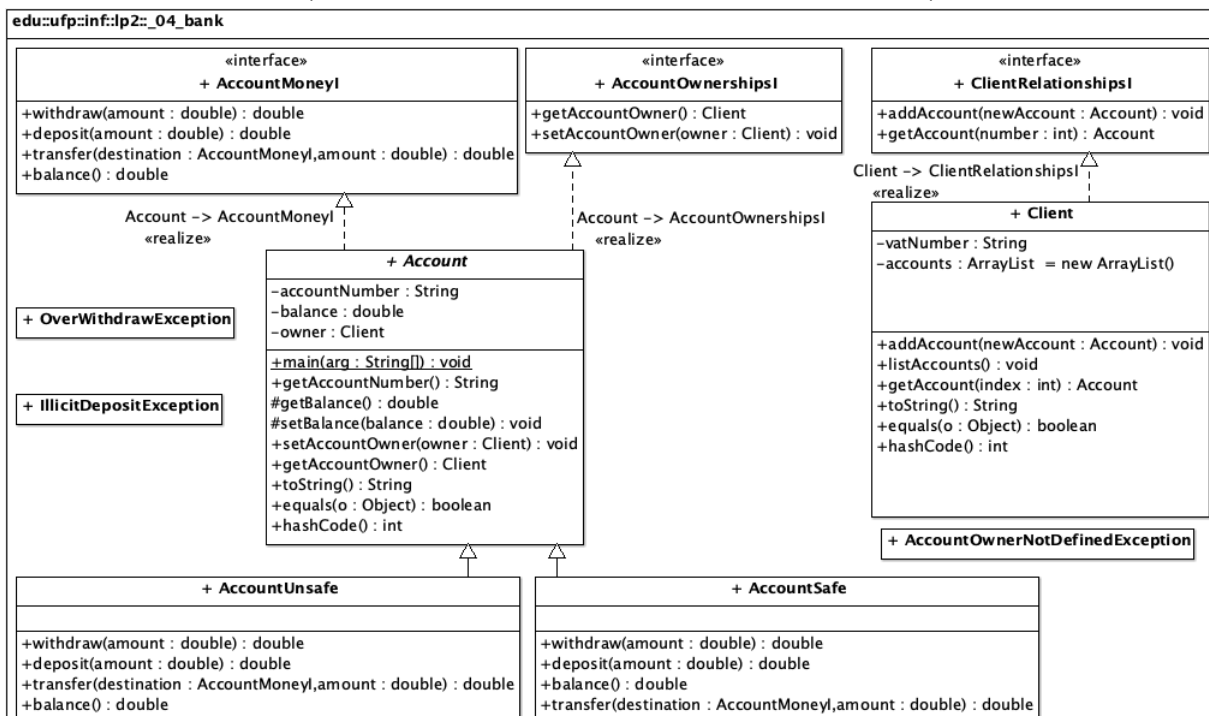 edu::ufp::inf::lp2::_04_bank
«interface»
+ AccountMoneyI
+withdraw(amount : double) : double
+deposit(amount : double) : double
+transfer(destination : AccountMoneyI,amount : double) : double
+balance() : double
«interface»
+ AccountOwnershipsI
+getAccountOwner() : Client
+setAccountOwner(owner : Client) : void
«interface»
+ ClientRelationshipsI
+addAccount(newAccount : Account) : void
+getAccount(number : int) : Account
Account -> AccountMoneyI
«realize»
Account -> AccountOwnershipsI
«realize»
Client -> ClientRelationshipsI
«realize»
+ Account
-accountNumber : String
-balance : double
-owner : Client
+main(arg : String[]) : void
+getAccountNumber() : String
#getBalance() : double
#setBalance(balance : double) : void
+setAccountOwner(owner : Client) : void
+getAccountOwner() : Client
+toString() : String
+equals(o : Object) : boolean
+hashCode() : int
+ Client
-vatNumber : String
-accounts : ArrayList = new ArrayList()
+addAccount(newAccount : Account) : void
+listAccounts() : void
+getAccount(index : int) : Account
+toString() : String
+equals(o : Object) : boolean
+hashCode() : int
+ OverWithdrawException
+ IllicitDepositException
+ AccountOwnerNotDefinedException
+ AccountUnsafe
+withdraw(amount : double) : double
+deposit(amount : double) : double
+transfer(destination : AccountMoneyI,amount : double) : double
+balance() : double
+ AccountSafe
+withdraw(amount : double) : double
+deposit(amount : double) : double
+balance() : double
+transfer(destination : AccountMoneyI,amount : double) : double